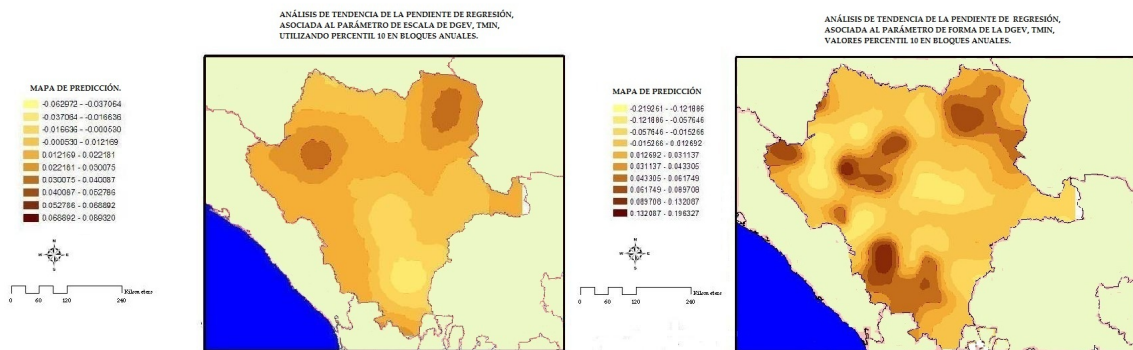 ANÁLISIS DE TENDENCIA DE LA PENDIENTE DE REGRESIÓN,
ASOCIADA AL PARÁMETRO DE ESCALA DE DGEV, TMIN,
UTILIZANDO PERCENTIL 10 EN BLOQUES ANUALES.
MAPA DE PREDICCIÓN.
-0.062972 - -0.037064
-0.037064 - -0.016636
-0.016636 - -0.000530
-0.000530 - 0.012169
0.012169 - 0.022181
0.022181 - 0.030075
0.030075 - 0.040087
0.040087 - 0.052786
0.052786 - 0.068892
0.068892 - 0.089320
N
W E
S
0 60 120 240
Kilometers
ANÁLISIS DE TENDENCIA DE LA PENDIENTE DE REGRESIÓN,
ASOCIADA AL PARÁMETRO DE FORMA DE LA DGEV, TMIN,
VALORES PERCENTIL 10 EN BLOQUES ANUALES.
MAPA DE PREDICCIÓN
-0.219261 - -0.121886
-0.121886 - -0.057646
-0.057646 - -0.015266
-0.015266 - 0.012692
0.012692 - 0.031137
0.031137 - 0.043305
0.043305 - 0.061749
0.061749 - 0.089708
0.089708 - 0.132087
0.132087 - 0.196327
N
W E
S
0 60 120 240
Kilometers